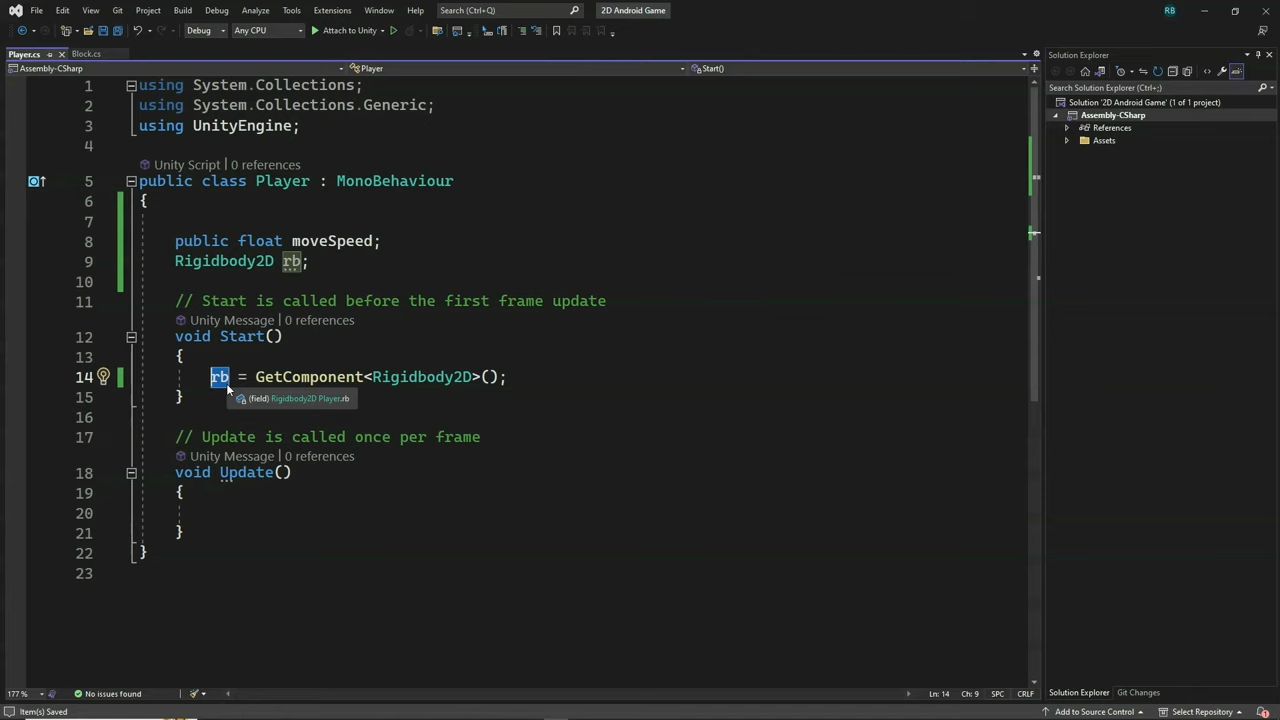 File Edit View Git Project Build Debug Analyze Tools Extensions Window Help Search (Ctrl+Q) 2D Android Game RB
Debug Any CPU Attach to Unity
Player.cs Block.cs
Assembly-CSharp Player Start()
1 using System.Collections;
2 using System.Collections.Generic;
3 using UnityEngine;
4
Unity Script | 0 references
5 public class Player : MonoBehaviour
6 {
7
8 public float moveSpeed;
9 Rigidbody2D rb;
10
11 // Start is called before the first frame update
Unity Message | 0 references
12 void Start()
13 {
14 rb = GetComponent<Rigidbody2D>();
(field) Rigidbody2D Player.rb
15 }
16
17 // Update is called once per frame
Unity Message | 0 references
18 void Update()
19 {
20
21 }
22 }
23
Solution Explorer
Search Solution Explorer (Ctrl+;)
Solution '2D Android Game' (1 of 1 project)
Assembly-CSharp
References
Assets
177 % No issues found Ln: 14 Ch: 9 SPC CRLF
Solution Explorer Git Changes
Item(s) Saved Add to Source Control Select Repository